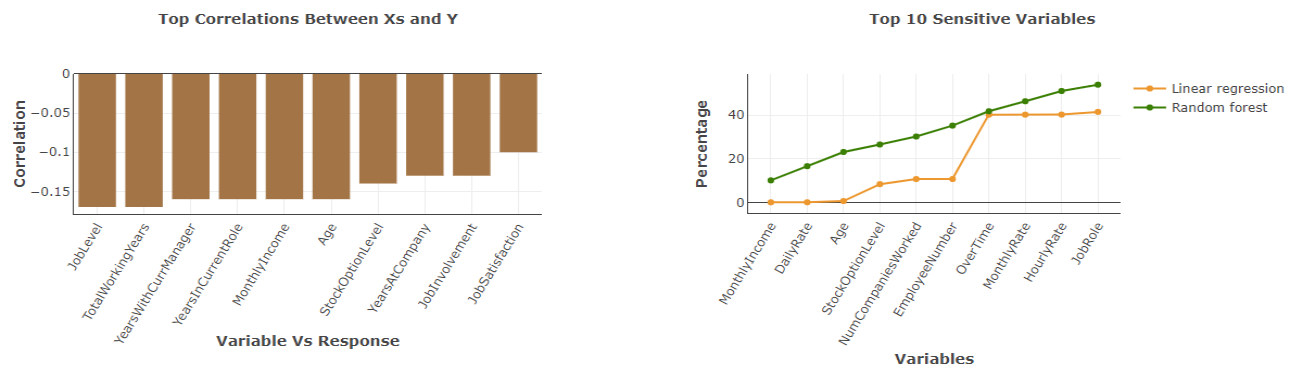 Top Correlations Between Xs and Y
Correlation
0
−0.05
−0.1
−0.15
JobLevel
TotalWorkingYears
YearsWithCurrManager
YearsInCurrentRole
MonthlyIncome
Age
StockOptionLevel
YearsAtCompany
JobInvolvement
JobSatisfaction
Variable Vs Response
Top 10 Sensitive Variables
Percentage
40
20
0
MonthlyIncome
DailyRate
Age
StockOptionLevel
NumCompaniesWorked
EmployeeNumber
OverTime
MonthlyRate
HourlyRate
JobRole
Variables
Linear regression
Random forest